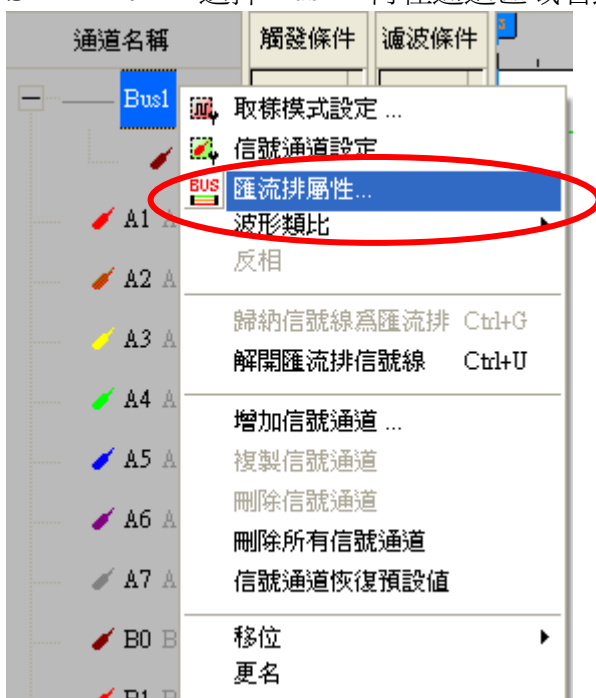 通道名稱 觸發條件 濾波條件
Bus1
取樣模式設定 ...
信號通道設定
BUS 匯流排屬性...
A1 A 波形類比
反相
A2 A
歸納信號線爲匯流排 Ctrl+G
A3 A
解開匯流排信號線 Ctrl+U
A4 A
增加信號通道 ...
A5 A 複製信號通道
刪除信號通道
A6 A
刪除所有信號通道
A7 A 信號通道恢復預設值
B0 B 移位
更名
B1 B